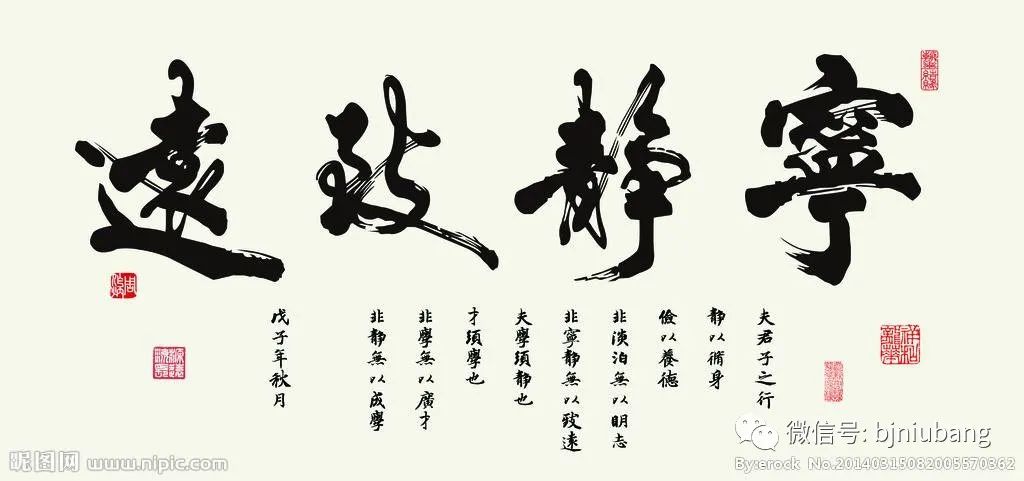 寧靜致遠
夫君子之行
靜以脩身
儉以養德
非淡泊無以明志
非寧靜無以致遠
夫學須靜也
才須學也
非學無以廣才
非靜無以成學
戊子年秋月
微信号: bjniubang
昵图网 www.nipic.com
By:erock No.20140315082005570362